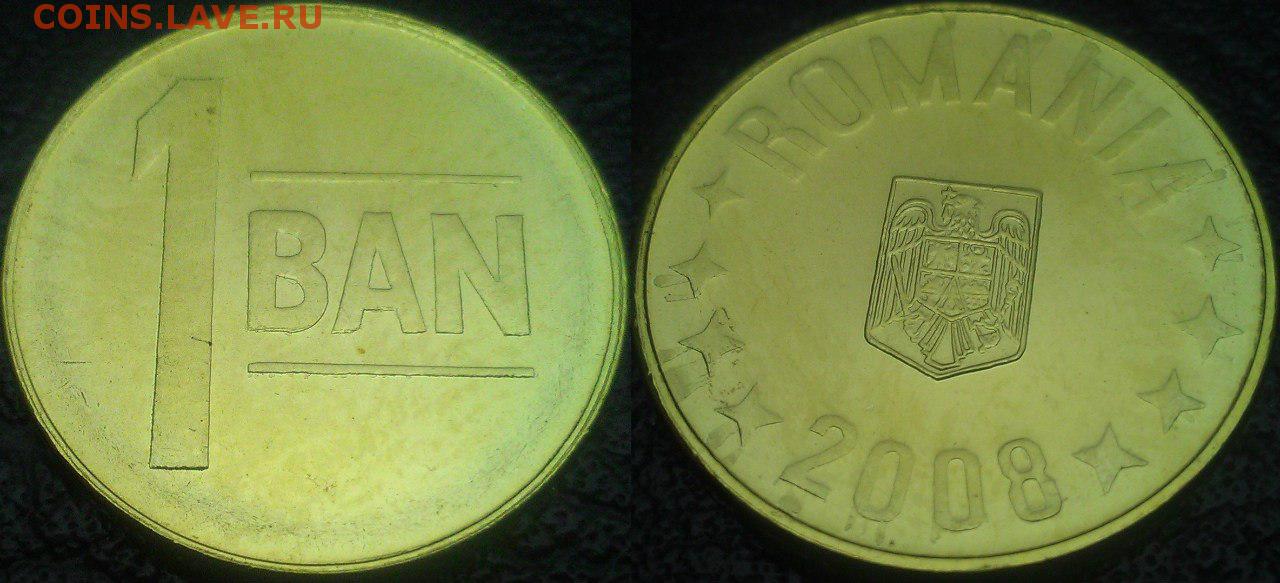 COINS.LAVE.RU
1
BAN
ROMANIA
2008